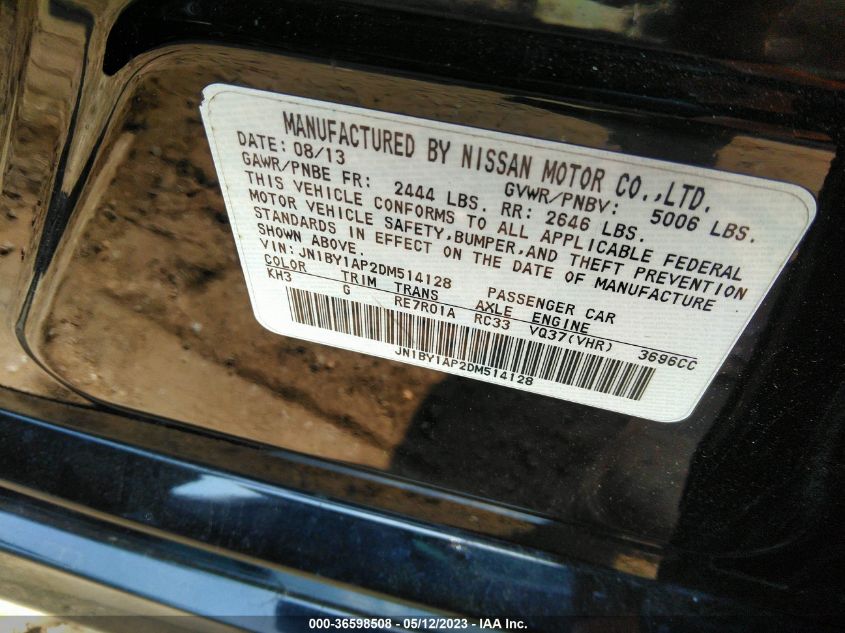 MANUFACTURED BY NISSAN MOTOR CO.,LTD.
DATE: 08/13 GVWR/PNBV: 5006 LBS.
GAWR/PNBE FR: 2444 LBS. RR: 2646 LBS.
THIS VEHICLE CONFORMS TO ALL APPLICABLE FEDERAL
MOTOR VEHICLE SAFETY,BUMPER,AND THEFT PREVENTION
STANDARDS IN EFFECT ON THE DATE OF MANUFACTURE
SHOWN ABOVE.
VIN: JN1BY1AP2DM514128 PASSENGER CAR
COLOR TRIM TRANS AXLE ENGINE
KH3 G RE7R01A RC33 VQ37(VHR) 3696CC
JN1BY1AP2DM514128
000-36598508 - 05/12/2023 - IAA Inc.